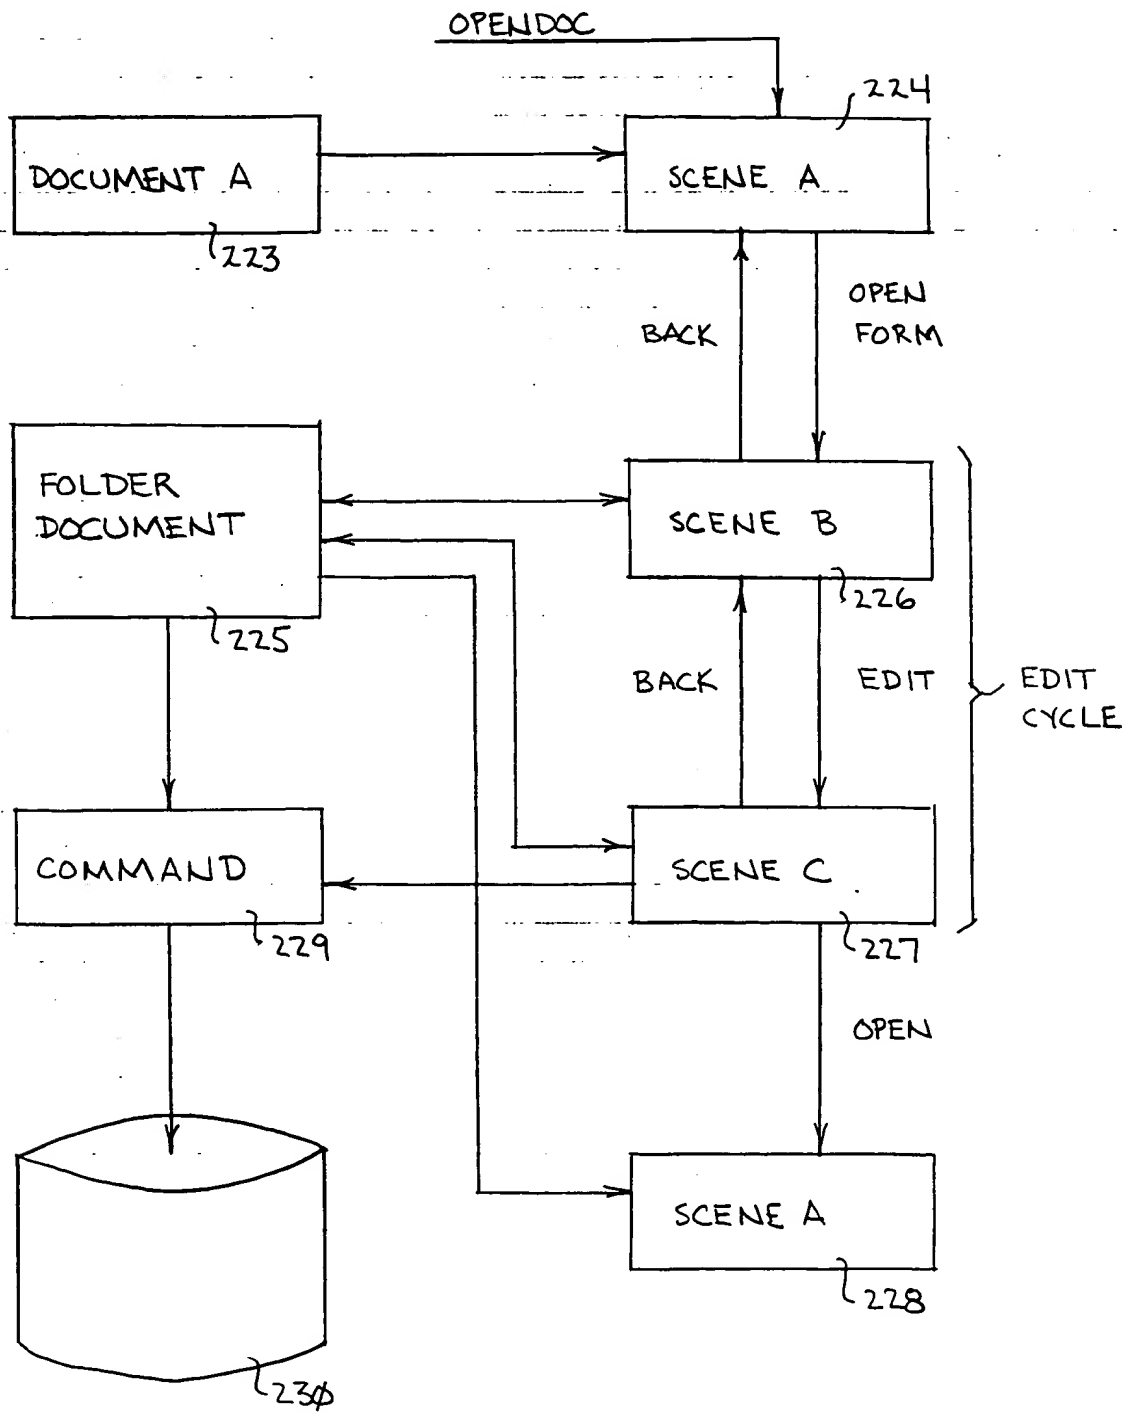 OPENDOC
224
DOCUMENT A
SCENE A
223
OPEN
FORM
BACK
FOLDER
DOCUMENT
SCENE B
225
226
BACK
EDIT
EDIT
CYCLE
COMMAND
SCENE C
229
227
OPEN
SCENE A
228
230